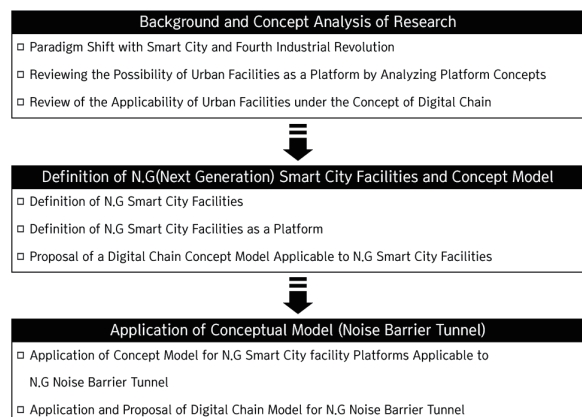 Background and Concept Analysis of Research
□ Paradigm Shift with Smart City and Fourth Industrial Revolution
□ Reviewing the Possibility of Urban Facilities as a Platform by Analyzing Platform Concepts
□ Review of the Applicability of Urban Facilities under the Concept of Digital Chain
Definition of N.G(Next Generation) Smart City Facilities and Concept Model
□ Definition of N.G Smart City Facilities
□ Definition of N.G Smart City Facilities as a Platform
□ Proposal of a Digital Chain Concept Model Applicable to N.G Smart City Facilities
Application of Conceptual Model (Noise Barrier Tunnel)
□ Application of Concept Model for N.G Smart City facility Platforms Applicable to
N.G Noise Barrier Tunnel
□ Application and Proposal of Digital Chain Model for N.G Noise Barrier Tunnel